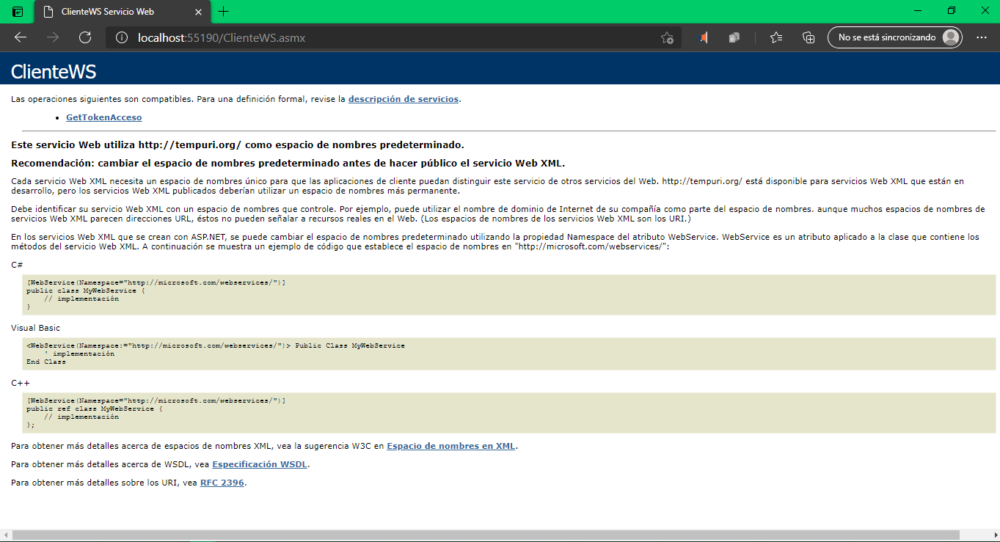 ClienteWS Servicio Web
localhost:55190/ClienteWS.asmx
No se está sincronizando
ClienteWS
Las operaciones siguientes son compatibles. Para una definición formal, revise la descripción de servicios.
• GetTokenAcceso
Este servicio Web utiliza http://tempuri.org/ como espacio de nombres predeterminado.
Recomendación: cambiar el espacio de nombres predeterminado antes de hacer público el servicio Web XML.
Cada servicio Web XML necesita un espacio de nombres único para que las aplicaciones de cliente puedan distinguir este servicio de otros servicios del Web. http://tempuri.org/ está disponible para servicios Web XML que están en
desarrollo, pero los servicios Web XML publicados deberían utilizar un espacio de nombres más permanente.
Debe identificar su servicio Web XML con un espacio de nombres que controle. Por ejemplo, puede utilizar el nombre de dominio de Internet de su compañía como parte del espacio de nombres. aunque muchos espacios de nombres de
servicios Web XML parecen direcciones URL, éstos no pueden señalar a recursos reales en el Web. (Los espacios de nombres de los servicios Web XML son los URI.)
En los servicios Web XML que se crean con ASP.NET, se puede cambiar el espacio de nombres predeterminado utilizando la propiedad Namespace del atributo WebService. WebService es un atributo aplicado a la clase que contiene los
métodos del servicio Web XML. A continuación se muestra un ejemplo de código que establece el espacio de nombres en "http://microsoft.com/webservices/":
C#
[WebService(Namespace="http://microsoft.com/webservices/")]
public class MyWebService {
    // implementación
}
Visual Basic
<WebService(Namespace:="http://microsoft.com/webservices/")> Public Class MyWebService
    ' implementación
End Class
C++
[WebService(Namespace="http://microsoft.com/webservices/")]
public ref class MyWebService {
    // implementación
};
Para obtener más detalles acerca de espacios de nombres XML, vea la sugerencia W3C en Espacio de nombres en XML.
Para obtener más detalles acerca de WSDL, vea Especificación WSDL.
Para obtener más detalles sobre los URI, vea RFC 2396.